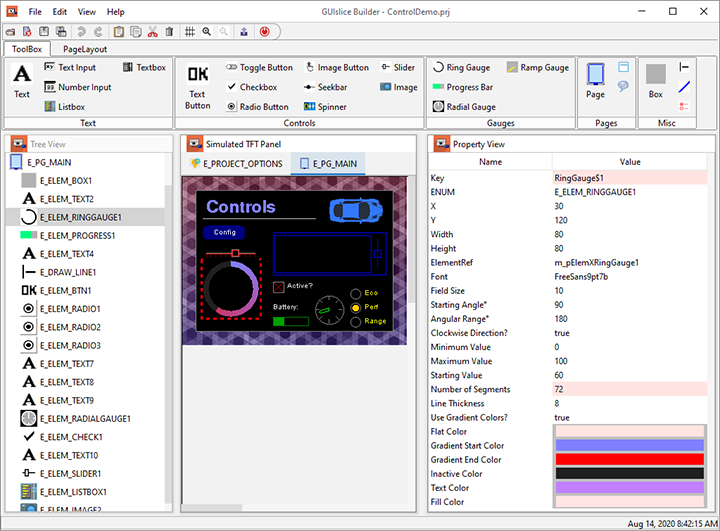 GUIslice Builder - ControlDemo.prj
File Edit View Help
ToolBox PageLayout
Text
Text Input
Number Input
Listbox
Textbox
Text
Text Button
Toggle Button
Checkbox
Radio Button
Image Button
Seekbar
Spinner
Slider
Image
Controls
Ring Gauge
Progress Bar
Radial Gauge
Ramp Gauge
Gauges
Page
Pages
Box
Misc
Tree View
E_PG_MAIN
E_ELEM_BOX1
E_ELEM_TEXT2
E_ELEM_RINGGAUGE1
E_ELEM_PROGRESS1
E_ELEM_TEXT4
E_DRAW_LINE1
E_ELEM_BTN1
E_ELEM_RADIO1
E_ELEM_RADIO2
E_ELEM_RADIO3
E_ELEM_TEXT7
E_ELEM_TEXT8
E_ELEM_TEXT9
E_ELEM_RADIALGAUGE1
E_ELEM_CHECK1
E_ELEM_TEXT10
E_ELEM_SLIDER1
E_ELEM_LISTBOX1
E_ELEM_IMAGE2
Simulated TFT Panel
E_PROJECT_OPTIONS E_PG_MAIN
Controls
Config
Active?
Battery:
Eco
Perf
Range
Property View
Name Value
Key RingGauge$1
ENUM E_ELEM_RINGGAUGE1
X 30
Y 120
Width 80
Height 80
ElementRef m_pElemXRingGauge1
Font FreeSans9pt7b
Field Size 10
Starting Angle° 90
Angular Range° 180
Clockwise Direction? true
Minimum Value 0
Maximum Value 100
Starting Value 60
Number of Segments 72
Line Thickness 8
Use Gradient Colors? true
Flat Color
Gradient Start Color
Gradient End Color
Inactive Color
Text Color
Fill Color
Aug 14, 2020 8:42:15 AM